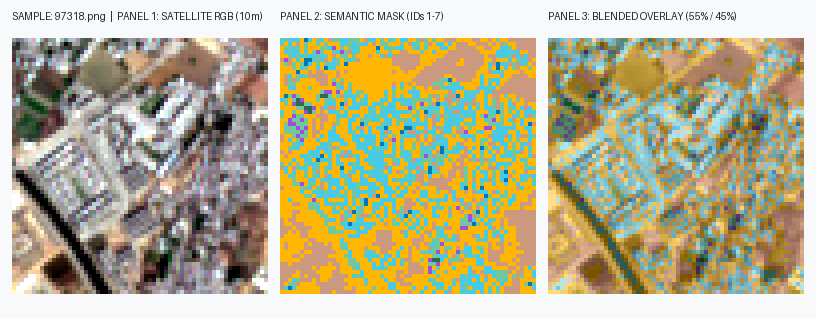 SAMPLE: 97318.png | PANEL 1: SATELLITE RGB (10m)
PANEL 2: SEMANTIC MASK (IDs 1-7)
PANEL 3: BLENDED OVERLAY (55% / 45%)